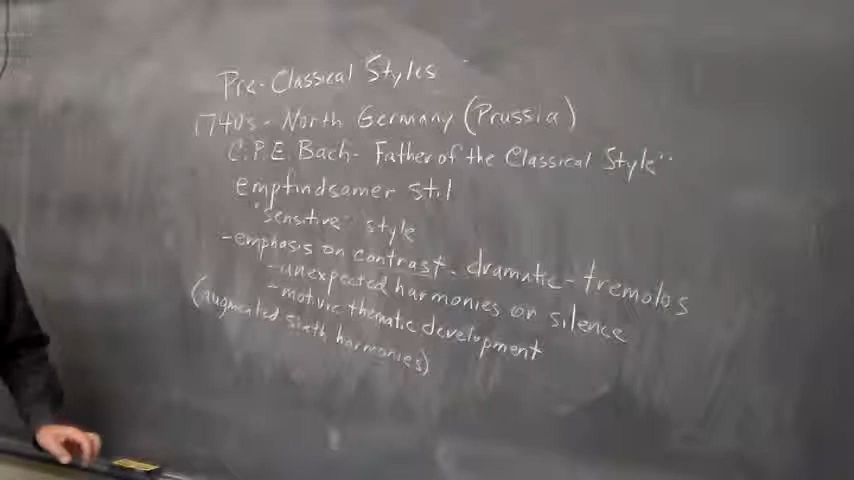 Pre-Classical Styles
1740s - North Germany (Prussia)
C.P.E. Bach - Father of the Classical Style"
empfindsamer stil
"sensitive" style
- emphasis on contrast - dramatic - tremolos
- unexpected harmonies or silence
- motivic thematic development
(augmented sixth harmonies)